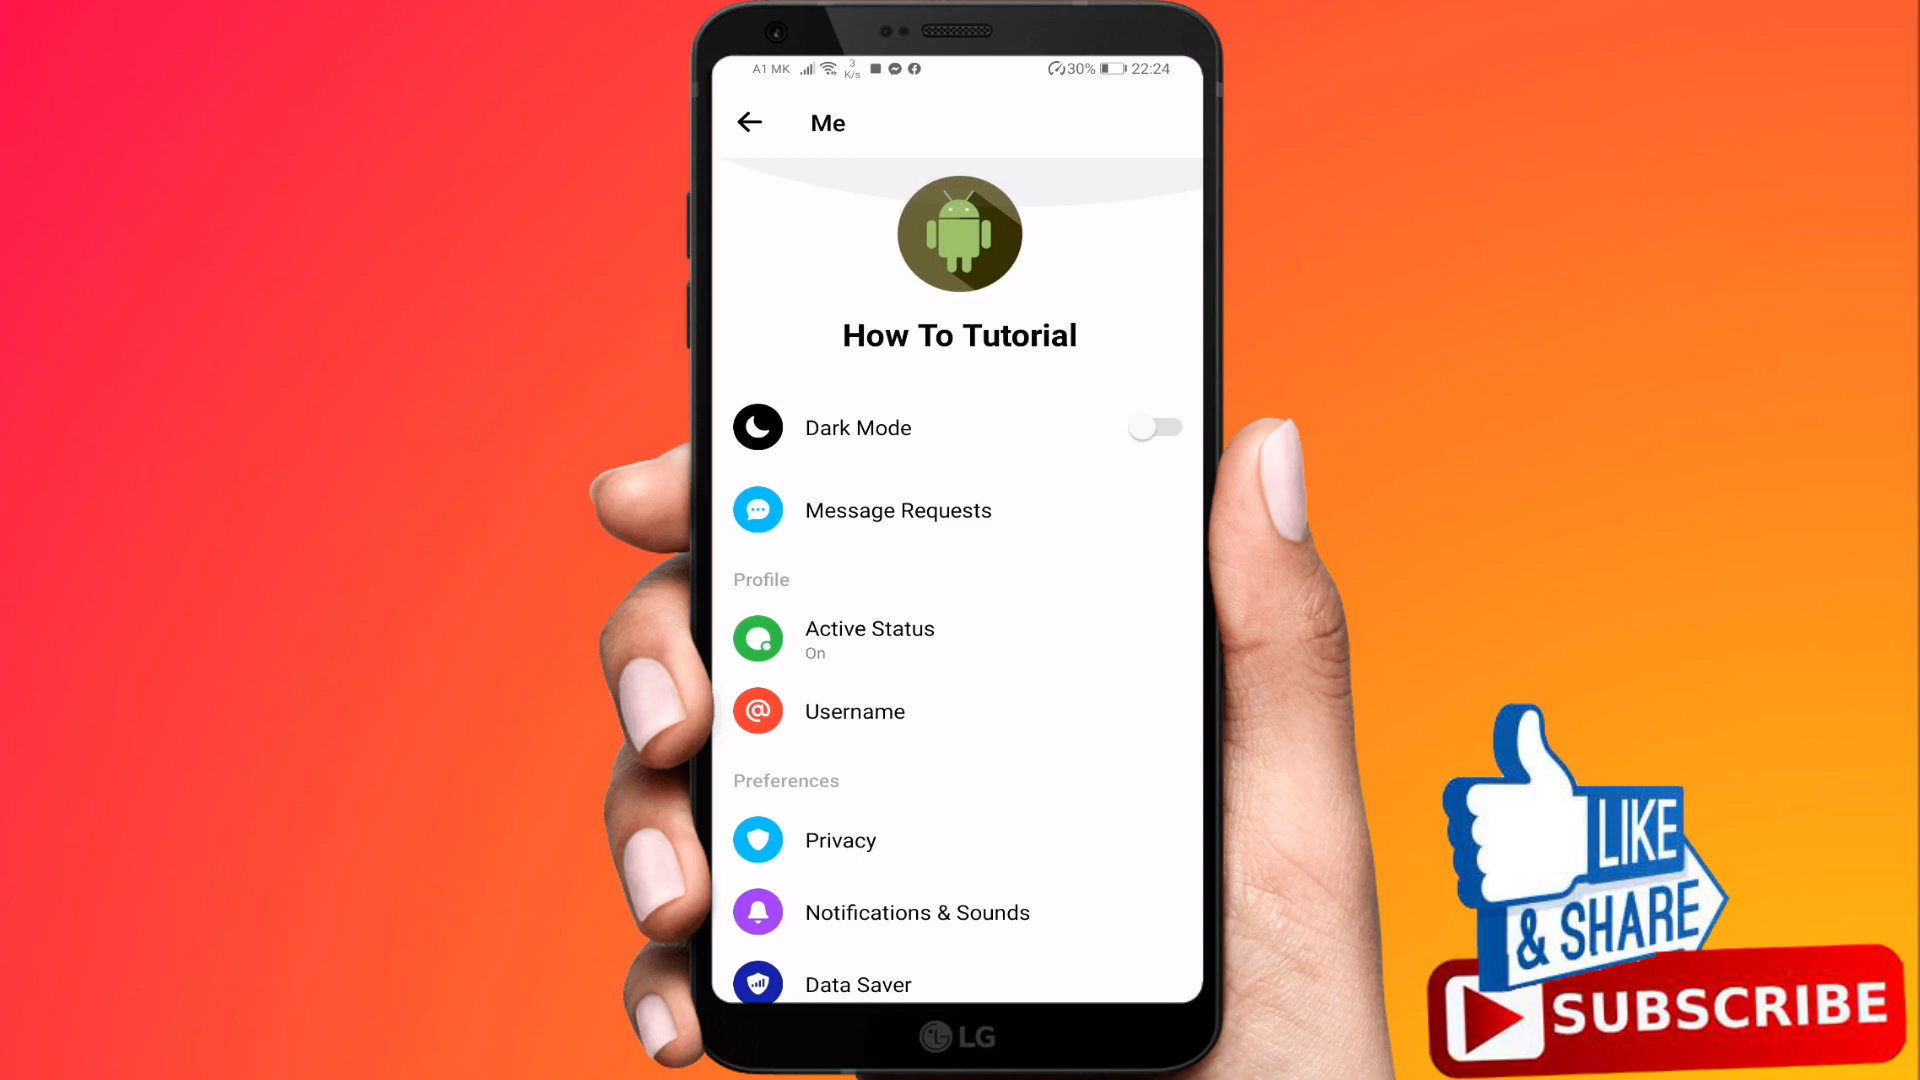 A1 MK 3 K/s 30% 22:24
Me
How To Tutorial
Dark Mode
Message Requests
Profile
Active Status
On
Username
Preferences
Privacy
Notifications & Sounds
Data Saver
LG
LIKE
& SHARE
SUBSCRIBE